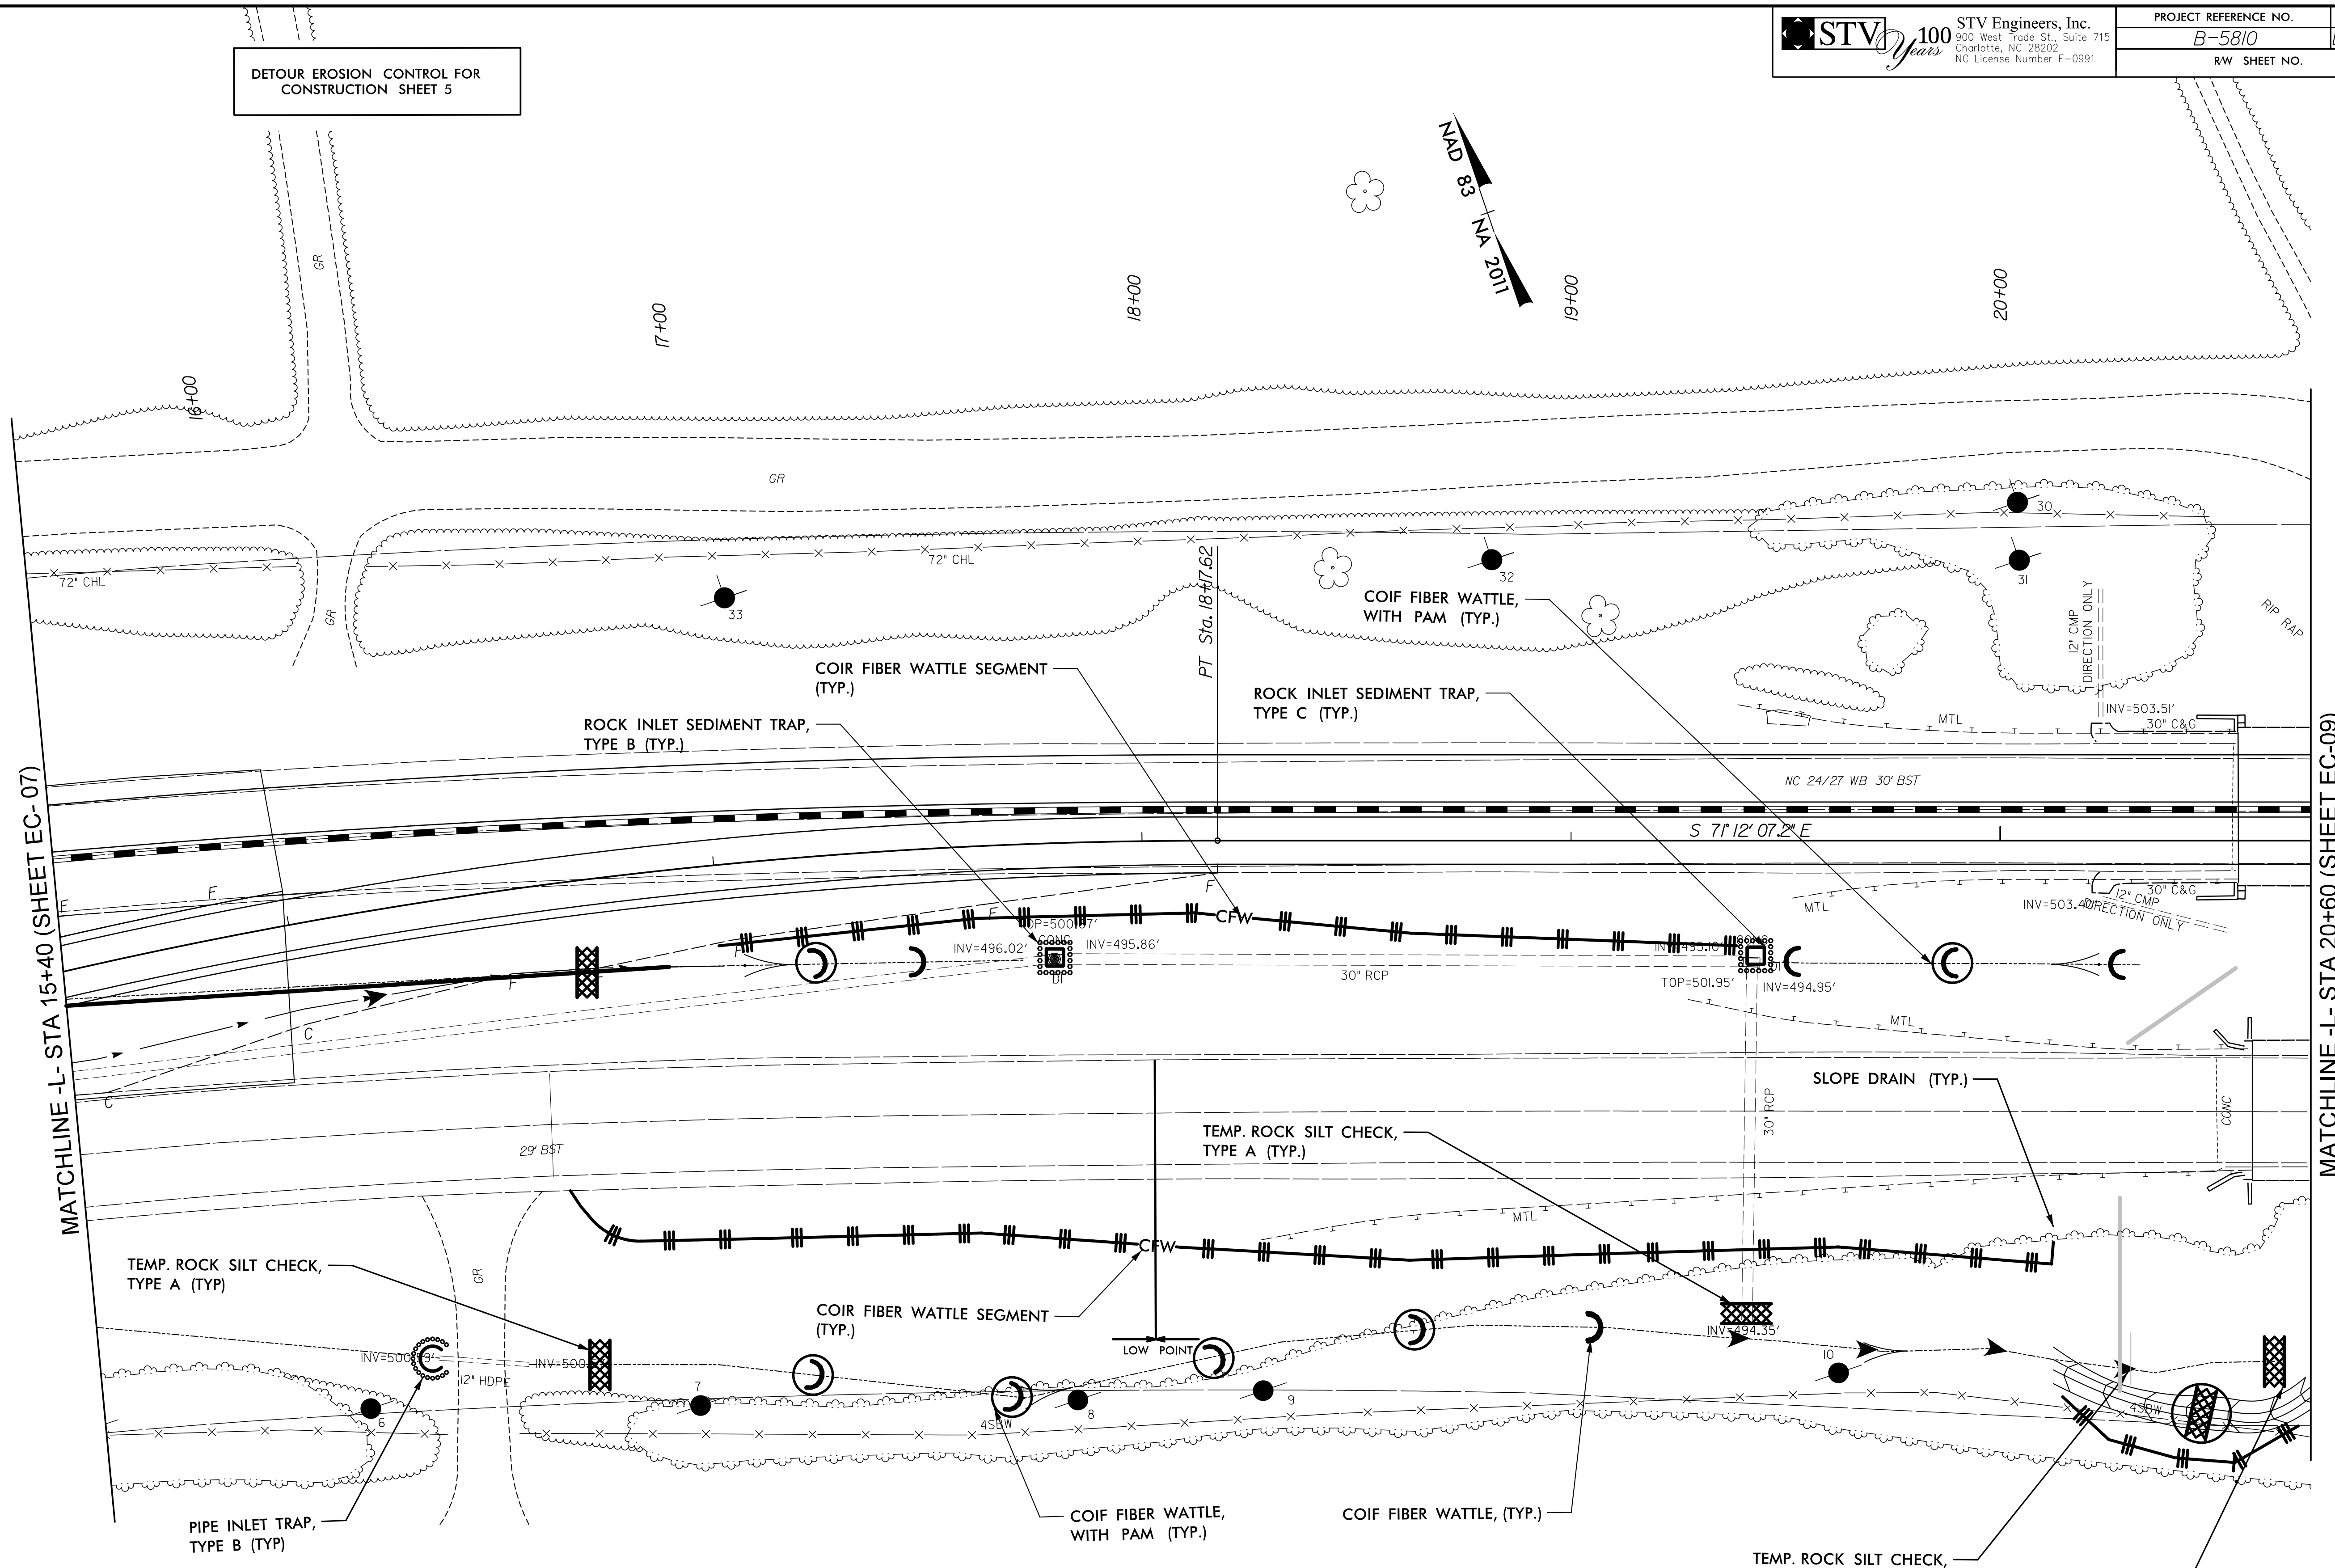 STV
100
Years
STV Engineers, Inc.
900 West Trade St., Suite 715
Charlotte, NC 28202
NC License Number F-0991
PROJECT REFERENCE NO.
B-5810
R/W SHEET NO.
DETOUR EROSION CONTROL FOR
CONSTRUCTION SHEET 5
NAD 83 NA 2011
GR
16+00
17+00
18+00
19+00
20+00
GR
GR
72" CHL
72" CHL
33
32
30
31
PT Sta. 18+17.62
COIF FIBER WATTLE,
WITH PAM (TYP.)
COIR FIBER WATTLE SEGMENT
(TYP.)
ROCK INLET SEDIMENT TRAP,
TYPE C (TYP.)
ROCK INLET SEDIMENT TRAP,
TYPE B (TYP.)
12" CMP
DIRECTION ONLY
RIP RAP
INV=503.51'
30" C&G
MTL
NC 24/27 WB 30' BST
S 71° 12' 07.2" E
MATCHLINE -L- STA 15+40 (SHEET EC- 07)
MATCHLINE -L- STA 20+60 (SHEET EC-09)
F
F
F
F
F
F
C
C
CFW
CONC
INV=496.02'
INV=495.86'
DI
30" RCP
TOP=501.95'
INV=494.95'
MTL
30" C&G
12" CMP
DIRECTION ONLY
MTL
29' BST
30" RCP
SLOPE DRAIN (TYP.)
CONC
TEMP. ROCK SILT CHECK,
TYPE A (TYP.)
MTL
CFW
TEMP. ROCK SILT CHECK,
TYPE A (TYP)
GR
COIR FIBER WATTLE SEGMENT
(TYP.)
LOW POINT
INV=494.35'
12" HDPE
6
7
8
9
10
4SBW
4SBW
PIPE INLET TRAP,
TYPE B (TYP)
COIF FIBER WATTLE,
WITH PAM (TYP.)
COIF FIBER WATTLE, (TYP.)
TEMP. ROCK SILT CHECK,